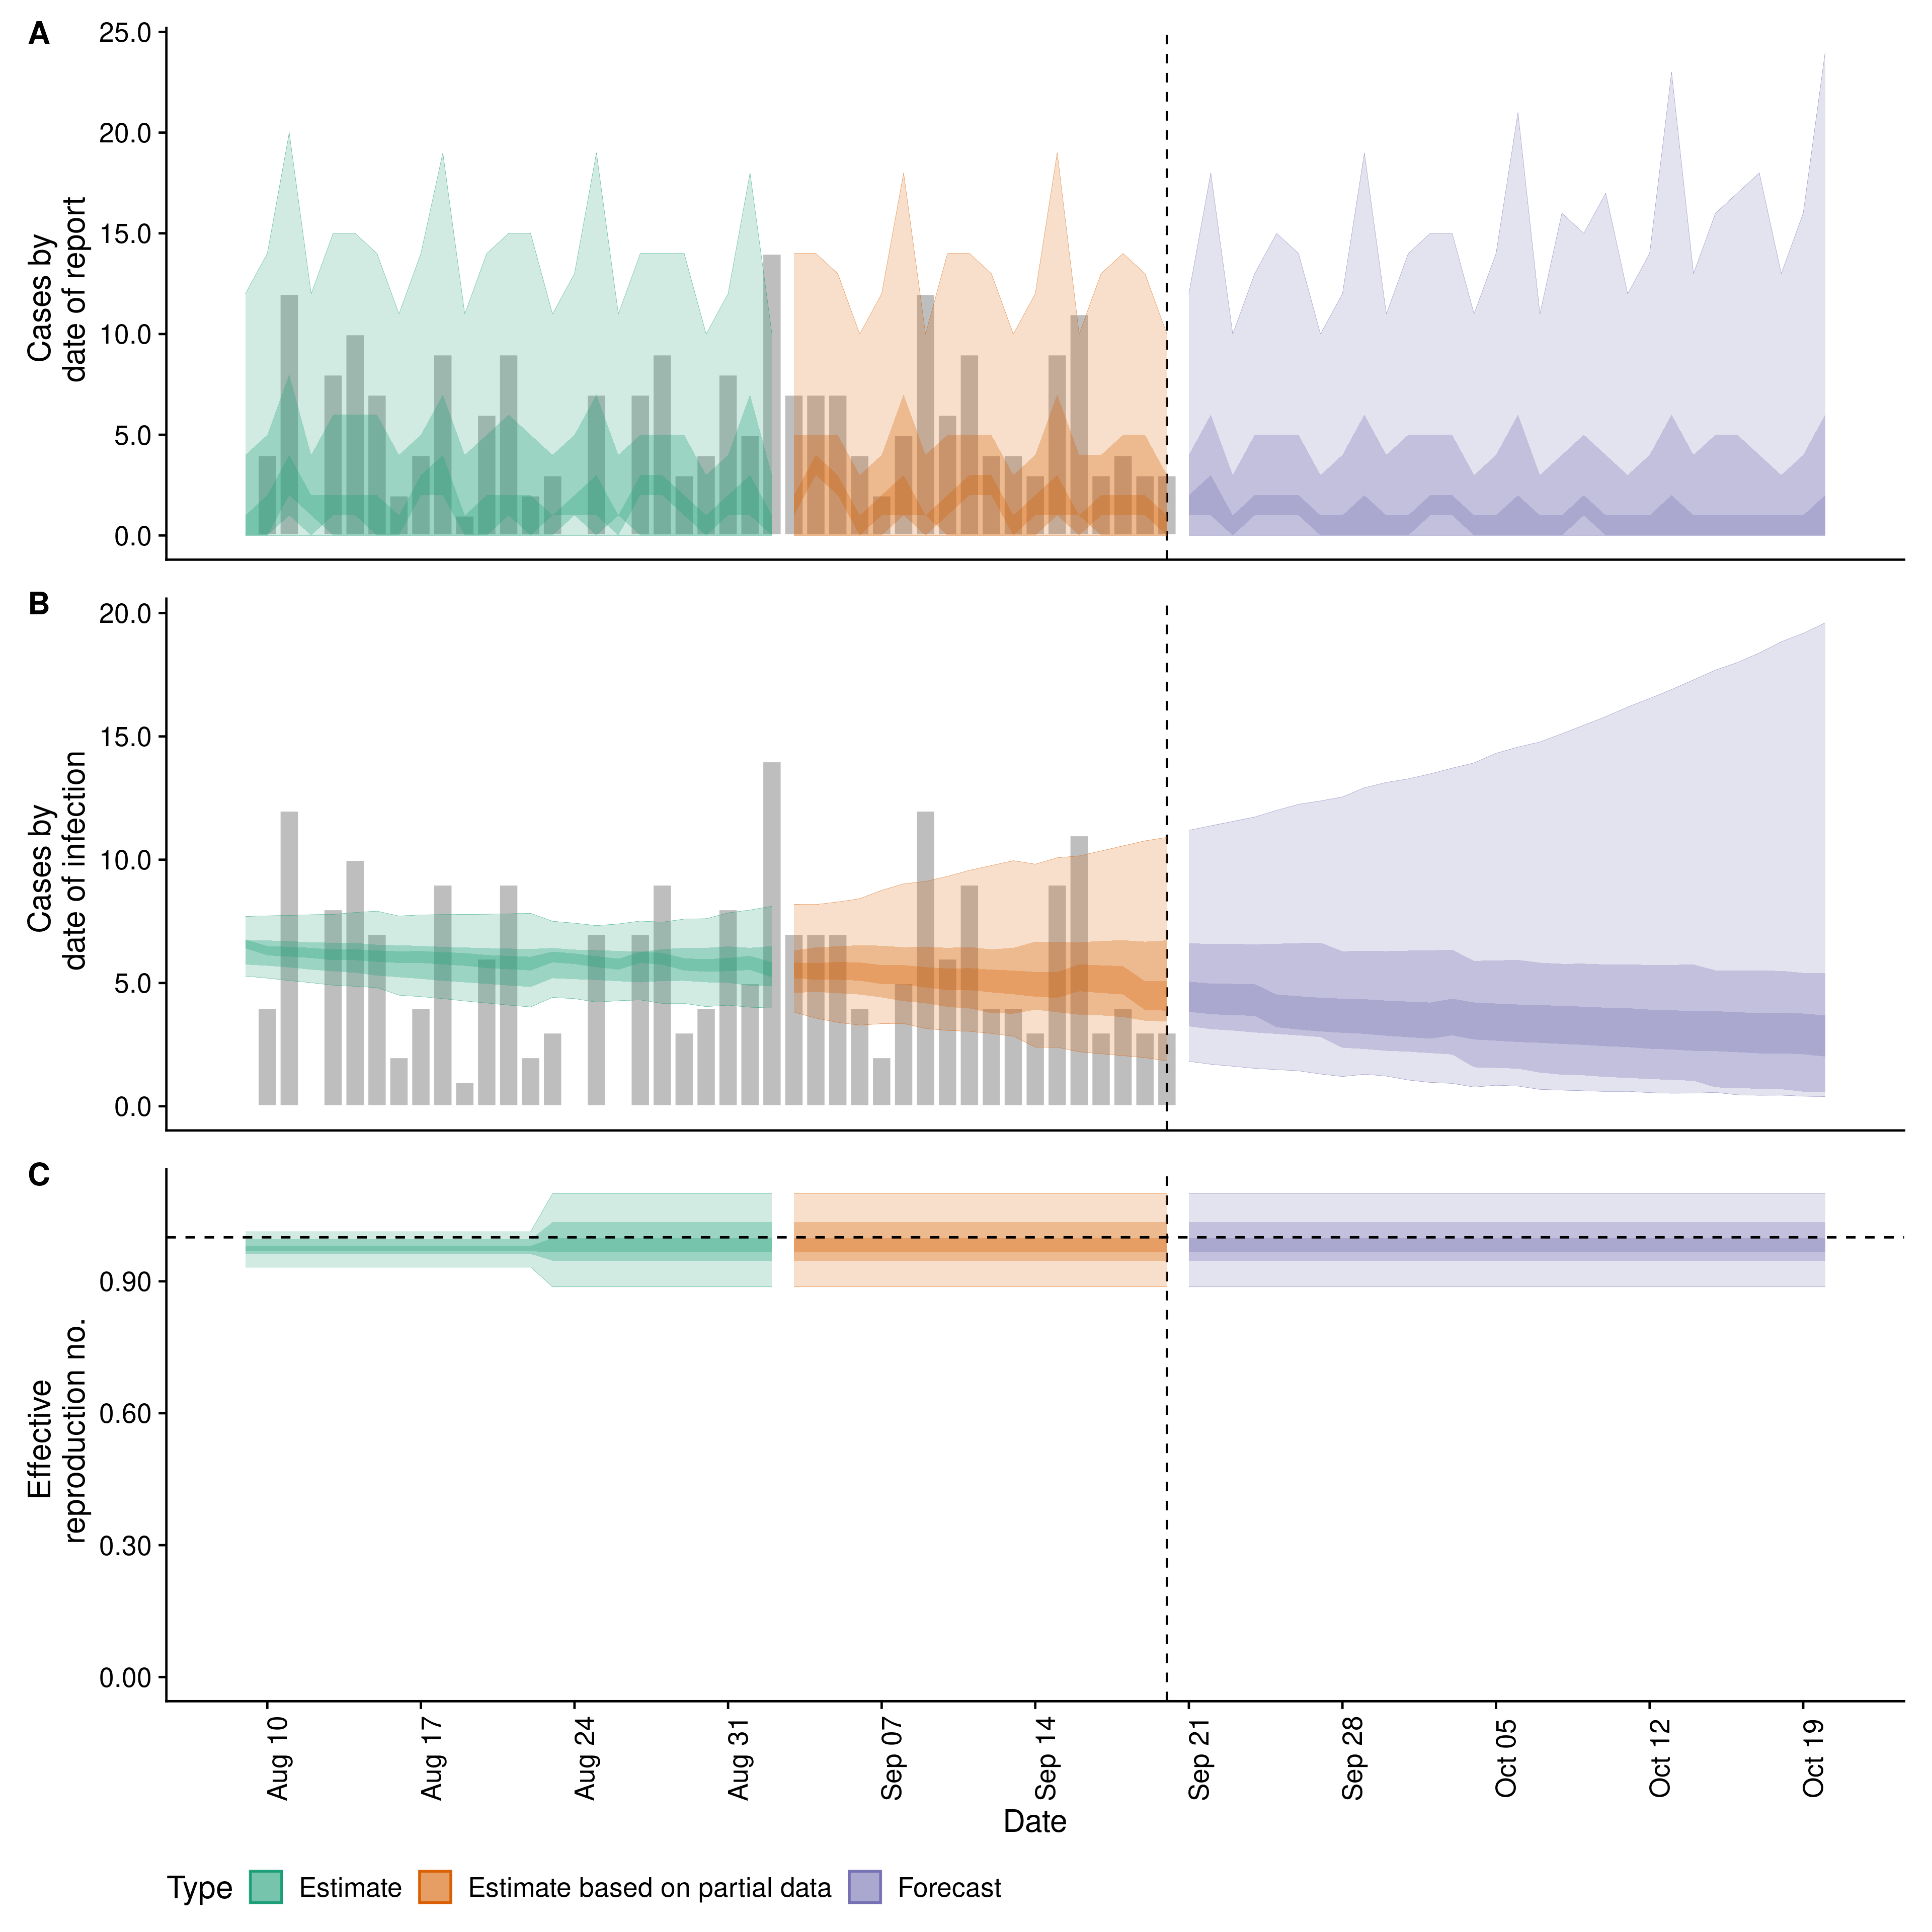 A
25.0
20.0
15.0
10.0
5.0
0.0
Cases by
date of report
B
20.0
15.0
10.0
5.0
0.0
Cases by
date of infection
C
0.90
0.60
0.30
0.00
Effective
reproduction no.
Aug 10
Aug 17
Aug 24
Aug 31
Sep 07
Sep 14
Sep 21
Sep 28
Oct 05
Oct 12
Oct 19
Date
Type Estimate Estimate based on partial data Forecast